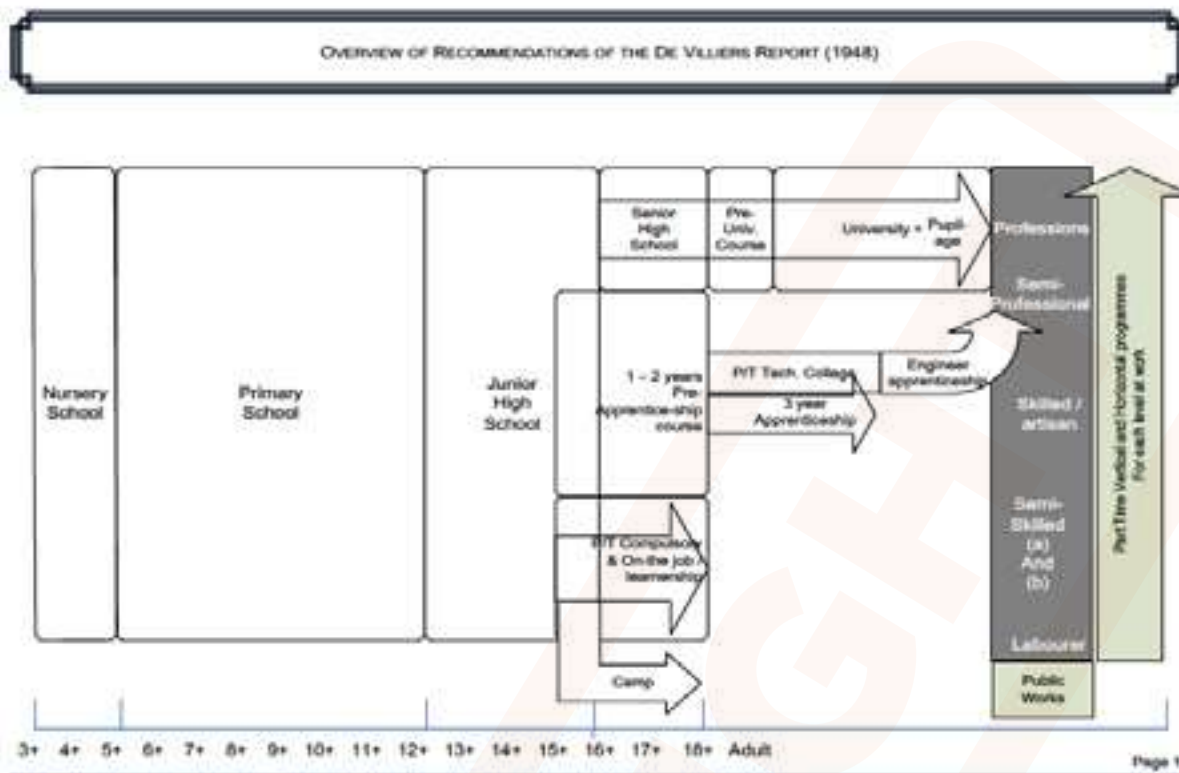 OVERVIEW OF RECOMMENDATIONS OF THE DE VILLIERS REPORT (1948)
Nursery
School
Primary
School
Junior
High
School
Senior
High
School
Pre-
Univ.
Course
University + Pupil-
age
1 – 2 years
Pre-
Apprentice-ship
course
P/T Tech. College
Engineer
apprenticeship
3 year
Apprenticeship
P/T Compulsory
& On-the job /
learnership
Camp
Professions
Semi-
Professional
Skilled /
artisan
Semi-
Skilled
(a)
And
(b)
Labourer
Public
Works
Part Time Vertical and Horizontal programmes
For each level at work
3+ 4+ 5+ 6+ 7+ 8+ 9+ 10+ 11+ 12+ 13+ 14+ 15+ 16+ 17+ 18+ Adult
Page 1